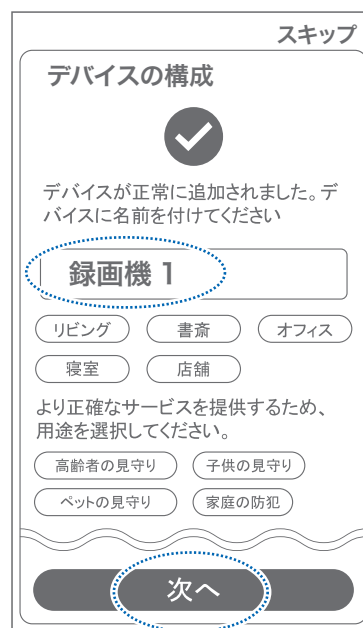 スキップ
デバイスの構成
デバイスが正常に追加されました。デ
バイスに名前を付けてください
録画機 1
リビング 書斎 オフィス
寝室 店舗
より正確なサービスを提供するため、
用途を選択してください。
高齢者の見守り 子供の見守り
ペットの見守り 家庭の防犯
次へ